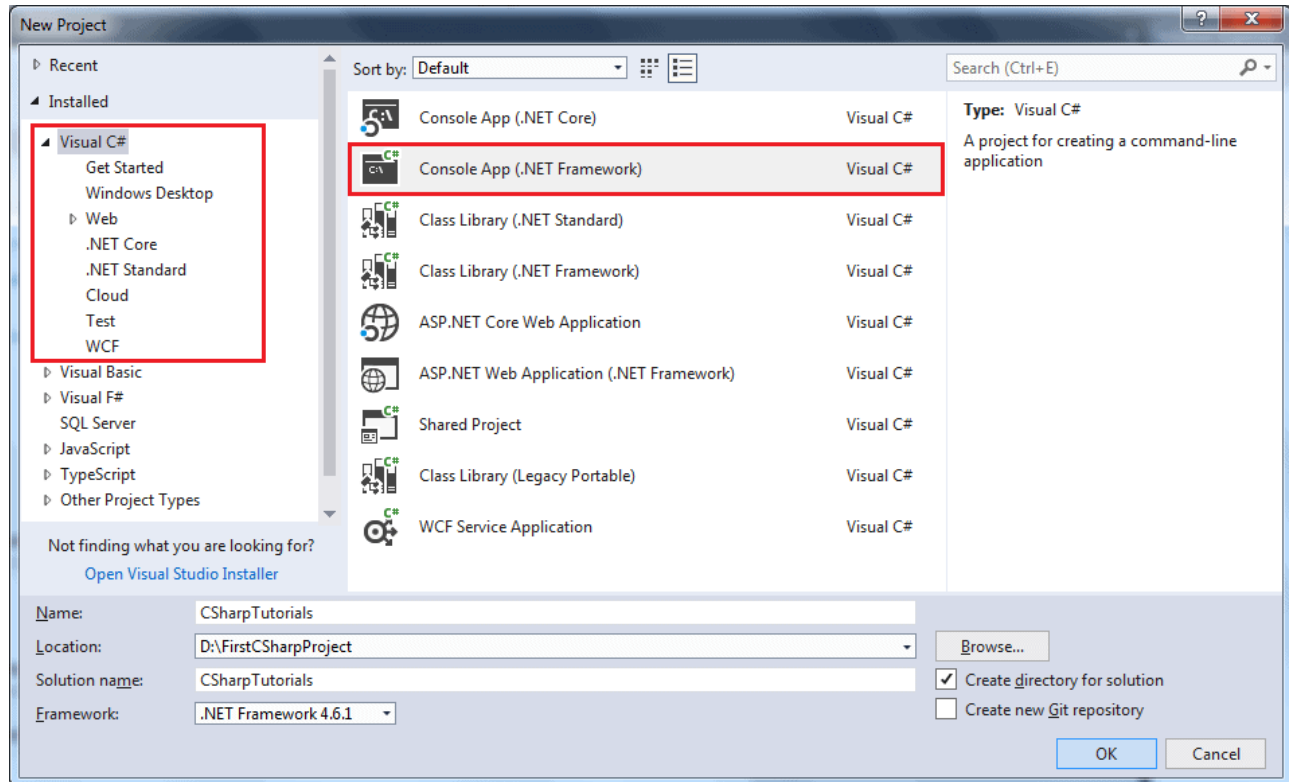 New Project
Recent
Installed
Visual C#
Get Started
Windows Desktop
Web
.NET Core
.NET Standard
Cloud
Test
WCF
Visual Basic
Visual F#
SQL Server
JavaScript
TypeScript
Other Project Types
Not finding what you are looking for?
Open Visual Studio Installer
Sort by: Default
Console App (.NET Core) Visual C#
Console App (.NET Framework) Visual C#
Class Library (.NET Standard) Visual C#
Class Library (.NET Framework) Visual C#
ASP.NET Core Web Application Visual C#
ASP.NET Web Application (.NET Framework) Visual C#
Shared Project Visual C#
Class Library (Legacy Portable) Visual C#
WCF Service Application Visual C#
Search (Ctrl+E)
Type: Visual C#
A project for creating a command-line
application
Name: CSharpTutorials
Location: D:\FirstCSharpProject Browse...
Solution name: CSharpTutorials Create directory for solution
Framework: .NET Framework 4.6.1 Create new Git repository
OK Cancel